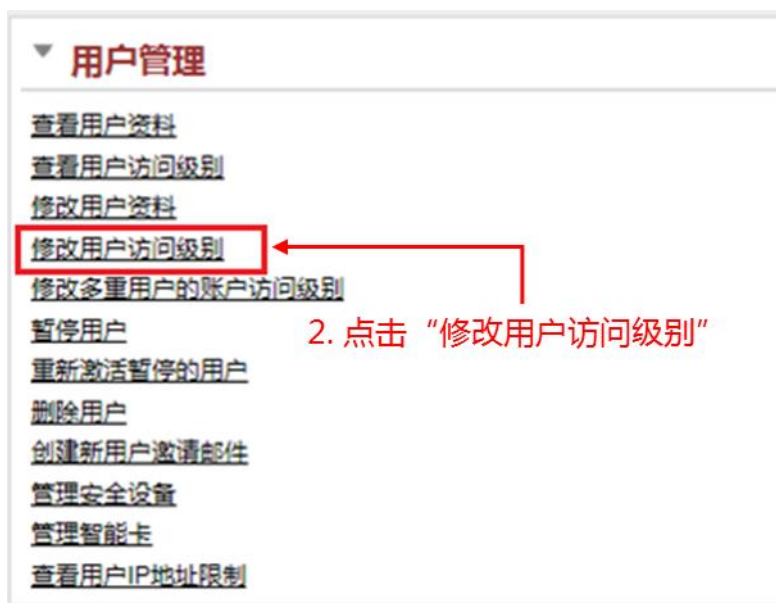 用户管理
查看用户资料
查看用户访问级别
修改用户资料
修改用户访问级别
修改多重用户的账户访问级别
暂停用户
2. 点击“修改用户访问级别”
重新激活暂停的用户
删除用户
创建新用户邀请邮件
管理安全设备
管理智能卡
查看用户IP地址限制